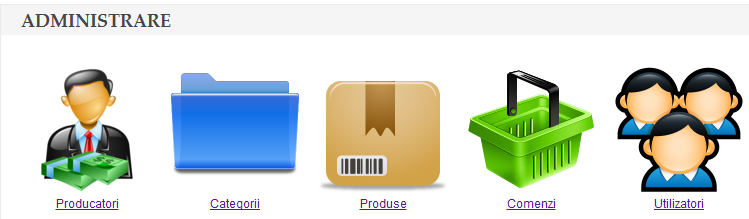 ADMINISTRARE
Producatori Categorii Produse Comenzi Utilizatori